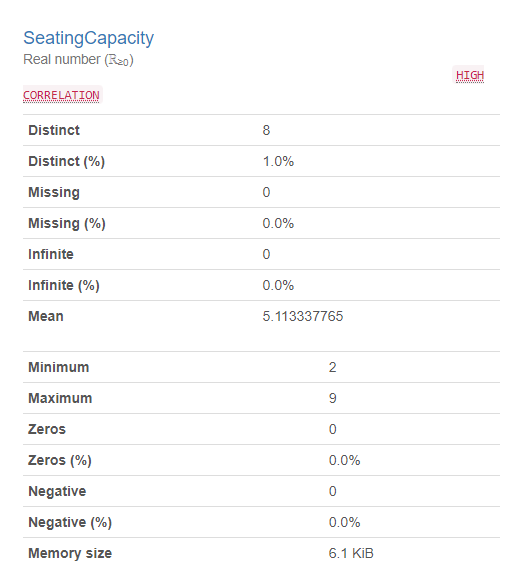 SeatingCapacity
Real number (ℝ≥0)
HIGH
CORRELATION
Distinct 8
Distinct (%) 1.0%
Missing 0
Missing (%) 0.0%
Infinite 0
Infinite (%) 0.0%
Mean 5.113337765
Minimum 2
Maximum 9
Zeros 0
Zeros (%) 0.0%
Negative 0
Negative (%) 0.0%
Memory size 6.1 KiB